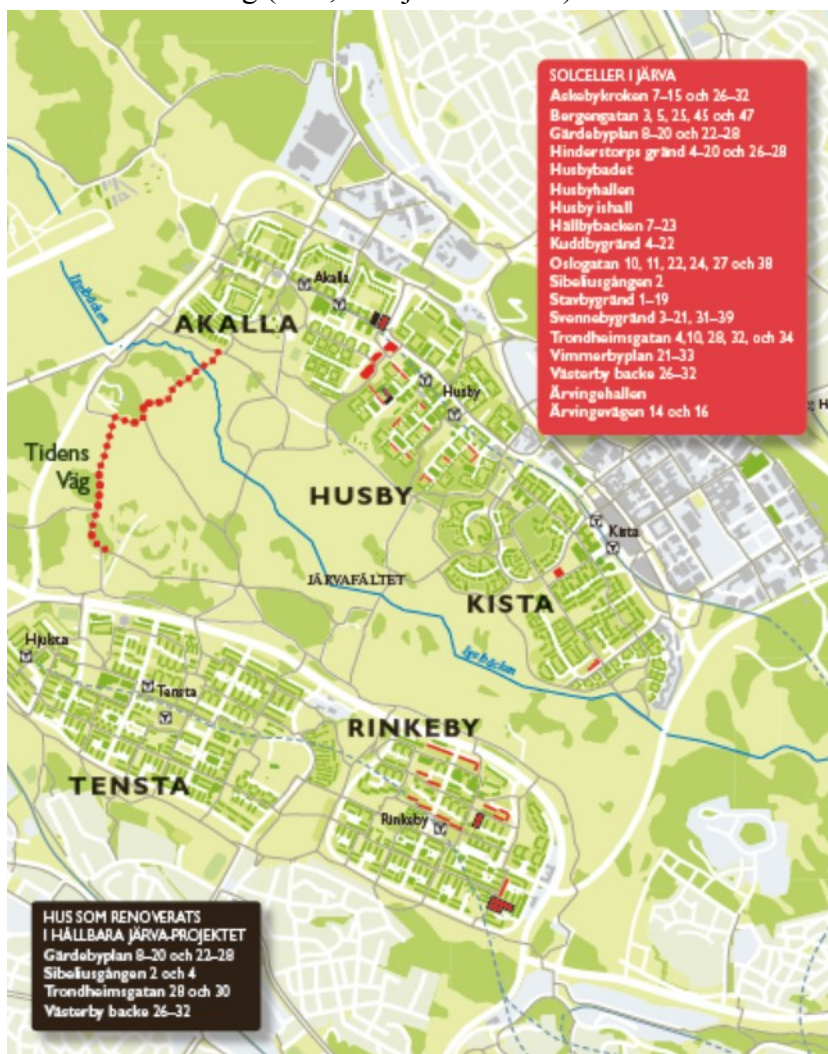 SOLCELLER I JÄRVA
Askebykroken 7–15 och 26–32
Bergengatan 3, 5, 25, 45 och 47
Gärdebyplan 8–20 och 22–28
Hinderstorps gränd 4–20 och 26–28
Husbybadet
Husbyhallen
Husby ishall
Hällbybacken 7–23
Kuddbygränd 4–22
Oslogatan 10, 11, 22, 24, 27 och 38
Sibeliusgången 2
Stavbygränd 1–19
Svennebygränd 3–21, 31–39
Trondheimsgatan 4,10, 28, 32, och 34
Vimmerbyplan 21–33
Västerby backe 26–32
Ärvingehallen
Ärvingevägen 14 och 16
Igelbäcken
Akalla
AKALLA
Husby
Tidens
Väg
HUSBY
Kista
JÄRVAFÄLTET
KISTA
Hjulsta
Igelbäcken
Tensta
RINKEBY
TENSTA
Rinkeby
HUS SOM RENOVERATS
I HÅLLBARA JÄRVA-PROJEKTET
Gärdebyplan 8–20 och 22–28
Sibeliusgången 2 och 4
Trondheimsgatan 28 och 30
Västerby backe 26–32